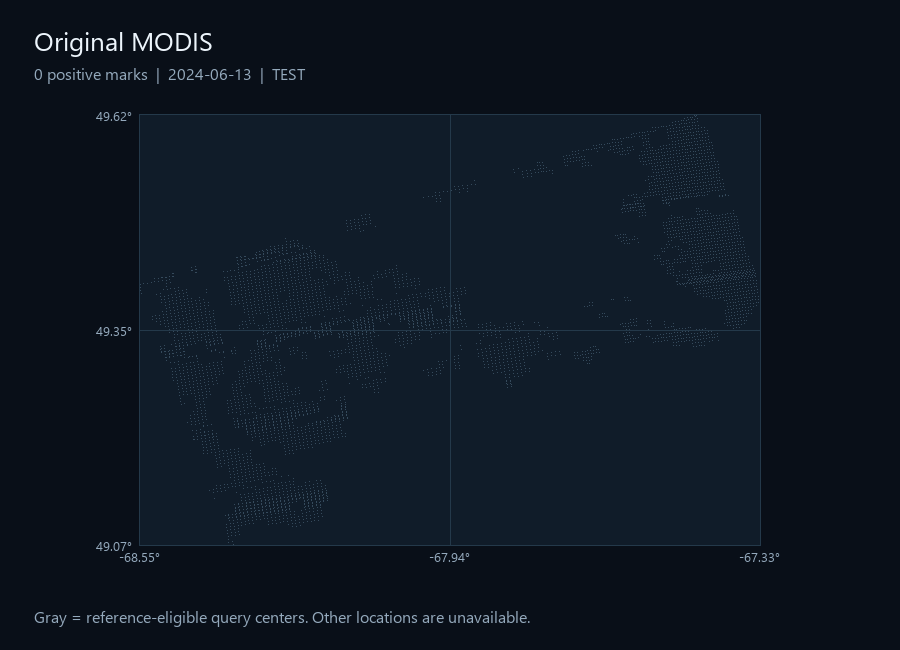 Original MODIS
0 positive marks | 2024-06-13 | TEST
49.62°
49.35°
49.07°
-68.55°
-67.94°
-67.33°
Gray = reference-eligible query centers. Other locations are unavailable.